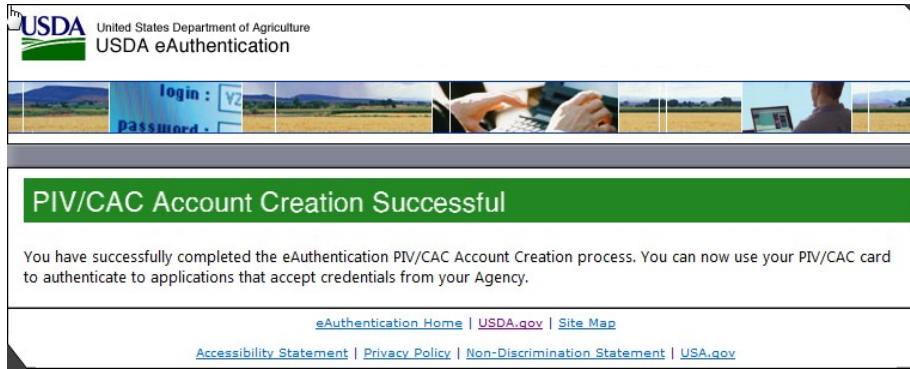 USDA United States Department of Agriculture
USDA eAuthentication
login :
password :
PIV/CAC Account Creation Successful
You have successfully completed the eAuthentication PIV/CAC Account Creation process. You can now use your PIV/CAC card
to authenticate to applications that accept credentials from your Agency.
eAuthentication Home | USDA.gov | Site Map
Accessibility Statement | Privacy Policy | Non-Discrimination Statement | USA.gov